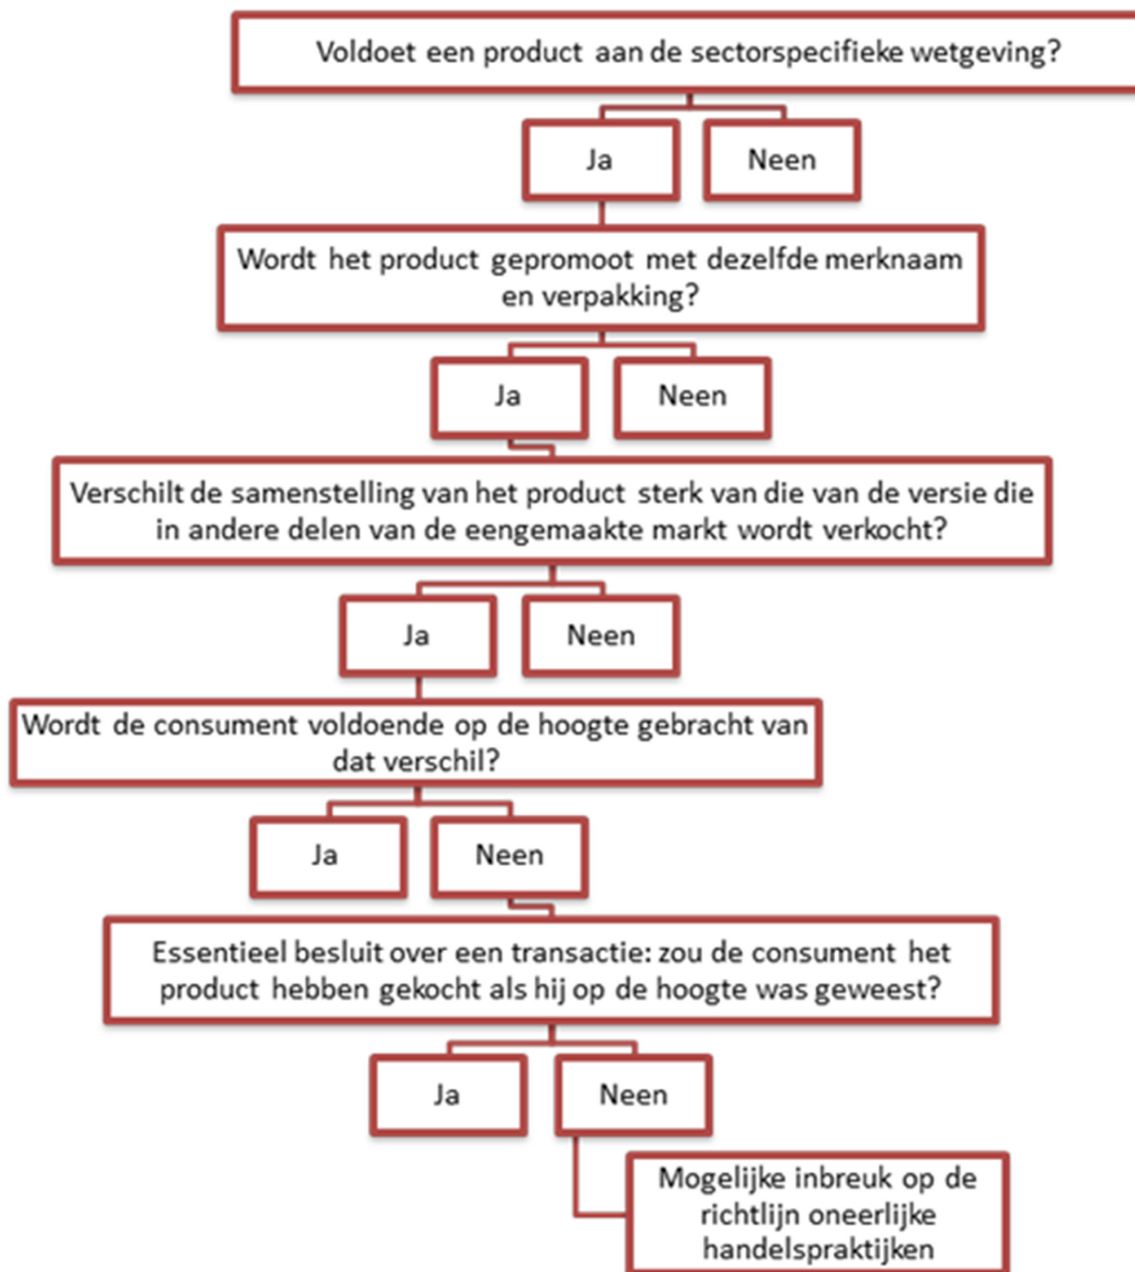 Voldoet een product aan de sectorspecifieke wetgeving?
Ja
Neen
Wordt het product gepromoot met dezelfde merknaam
en verpakking?
Ja
Neen
Verschilt de samenstelling van het product sterk van die van de versie die
in andere delen van de eengemaakte markt wordt verkocht?
Ja
Neen
Wordt de consument voldoende op de hoogte gebracht van
dat verschil?
Ja
Neen
Essentieel besluit over een transactie: zou de consument het
product hebben gekocht als hij op de hoogte was geweest?
Ja
Neen
Mogelijke inbreuk op de
richtlijn oneerlijke
handelspraktijken